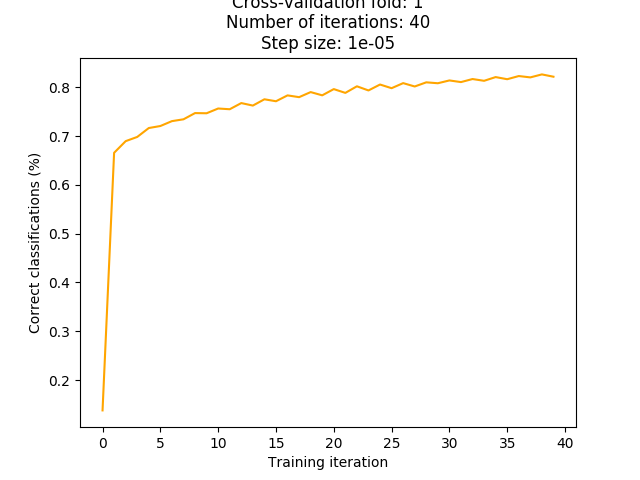 Cross-validation fold: 1
Number of iterations: 40
Step size: 1e-05
0.8
0.7
0.6
0.5
0.4
0.3
0.2
Correct classifications (%)
0 5 10 15 20 25 30 35 40
Training iteration